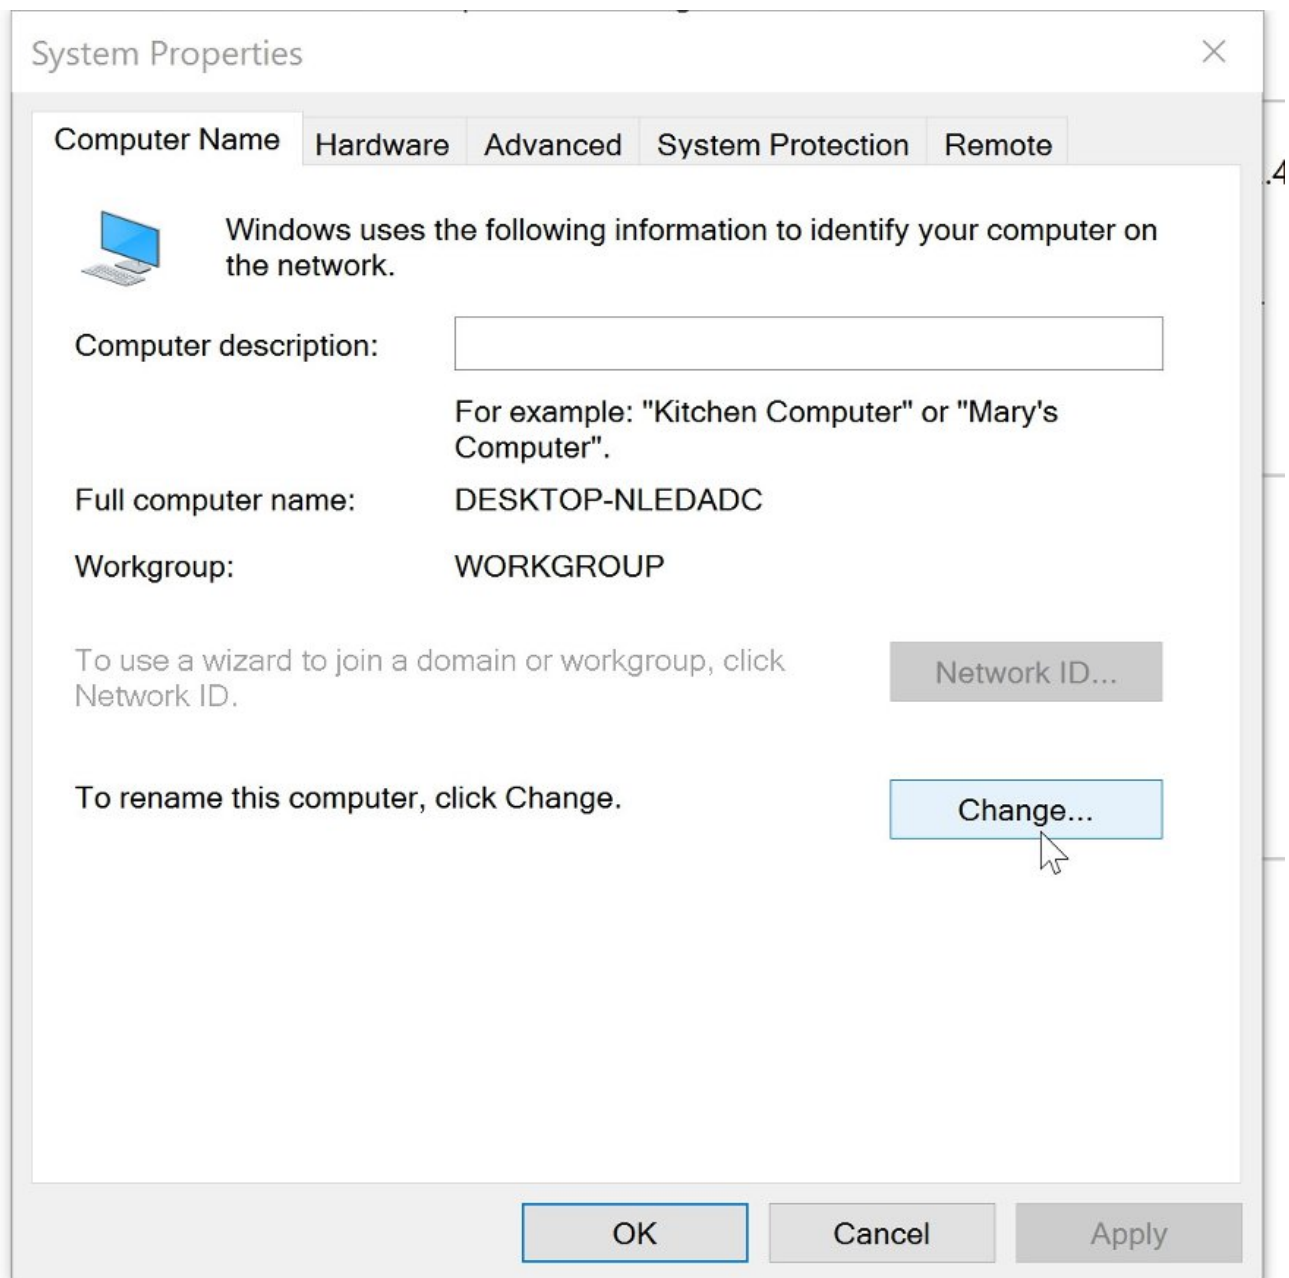 System Properties
Computer Name Hardware Advanced System Protection Remote
Windows uses the following information to identify your computer on
the network.
Computer description:
For example: "Kitchen Computer" or "Mary's
Computer".
Full computer name: DESKTOP-NLEDADC
Workgroup: WORKGROUP
To use a wizard to join a domain or workgroup, click
Network ID.
Network ID...
To rename this computer, click Change.
Change...
OK Cancel Apply